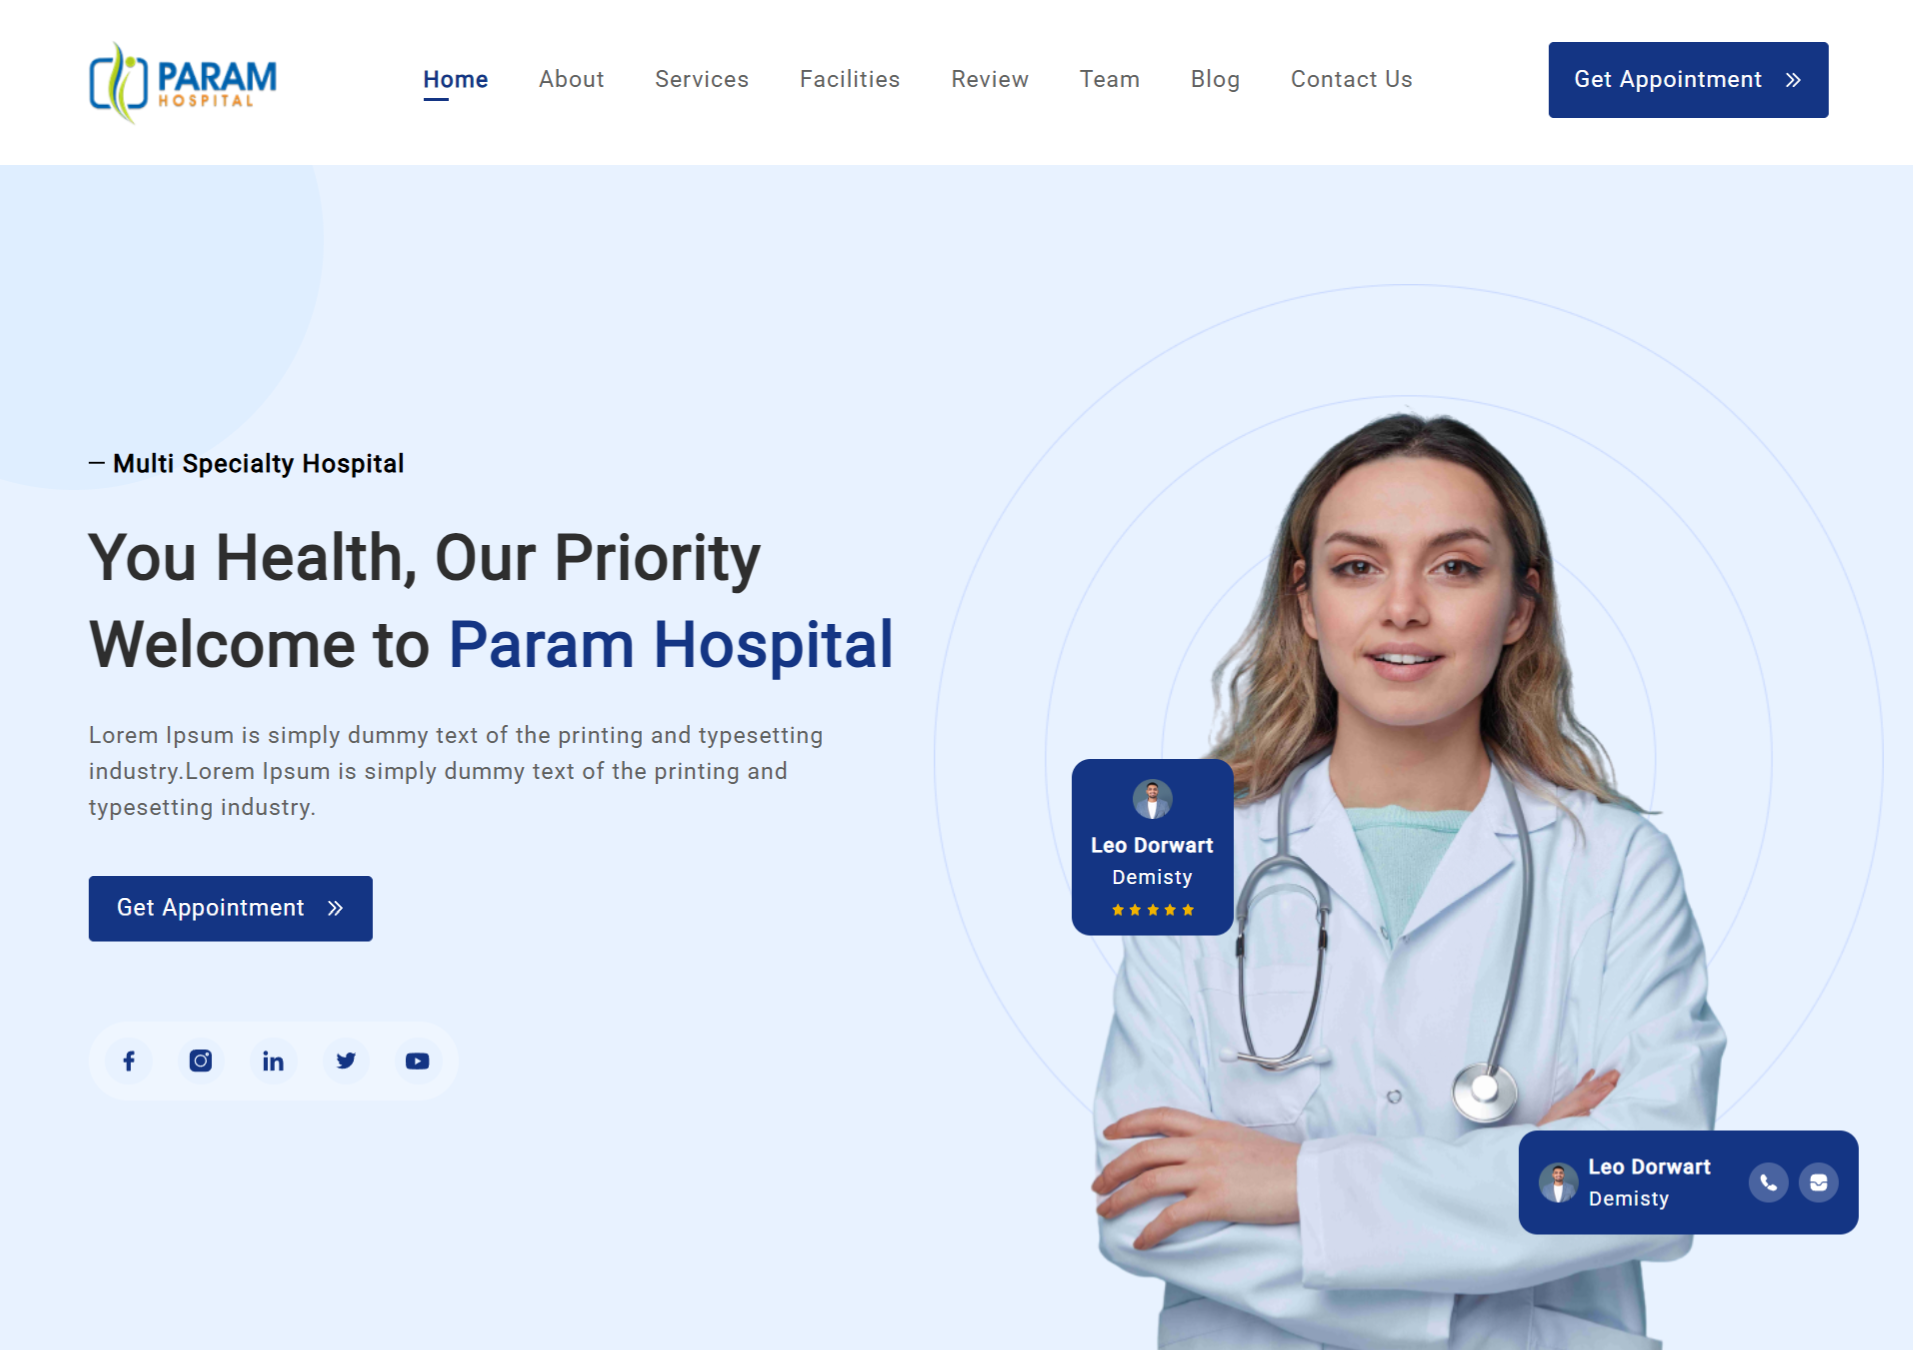 PARAM
HOSPITAL
Home About Services Facilities Review Team Blog Contact Us
Get Appointment
Multi Specialty Hospital
You Health, Our Priority
Welcome to Param Hospital
Lorem Ipsum is simply dummy text of the printing and typesetting
industry.Lorem Ipsum is simply dummy text of the printing and
typesetting industry.
Get Appointment
Leo Dorwart
Demisty
Leo Dorwart
Demisty